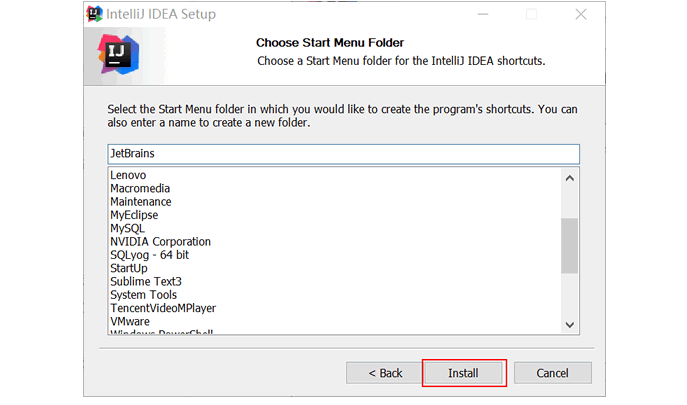 IntelliJ IDEA Setup
IJ
Choose Start Menu Folder
Choose a Start Menu folder for the IntelliJ IDEA shortcuts.
Select the Start Menu folder in which you would like to create the program's shortcuts. You can
also enter a name to create a new folder.
JetBrains
Lenovo
Macromedia
Maintenance
MyEclipse
MySQL
NVIDIA Corporation
SQLyog - 64 bit
StartUp
Sublime Text3
System Tools
TencentVideoMPlayer
VMware
Windows PowerShell
< Back
Install
Cancel